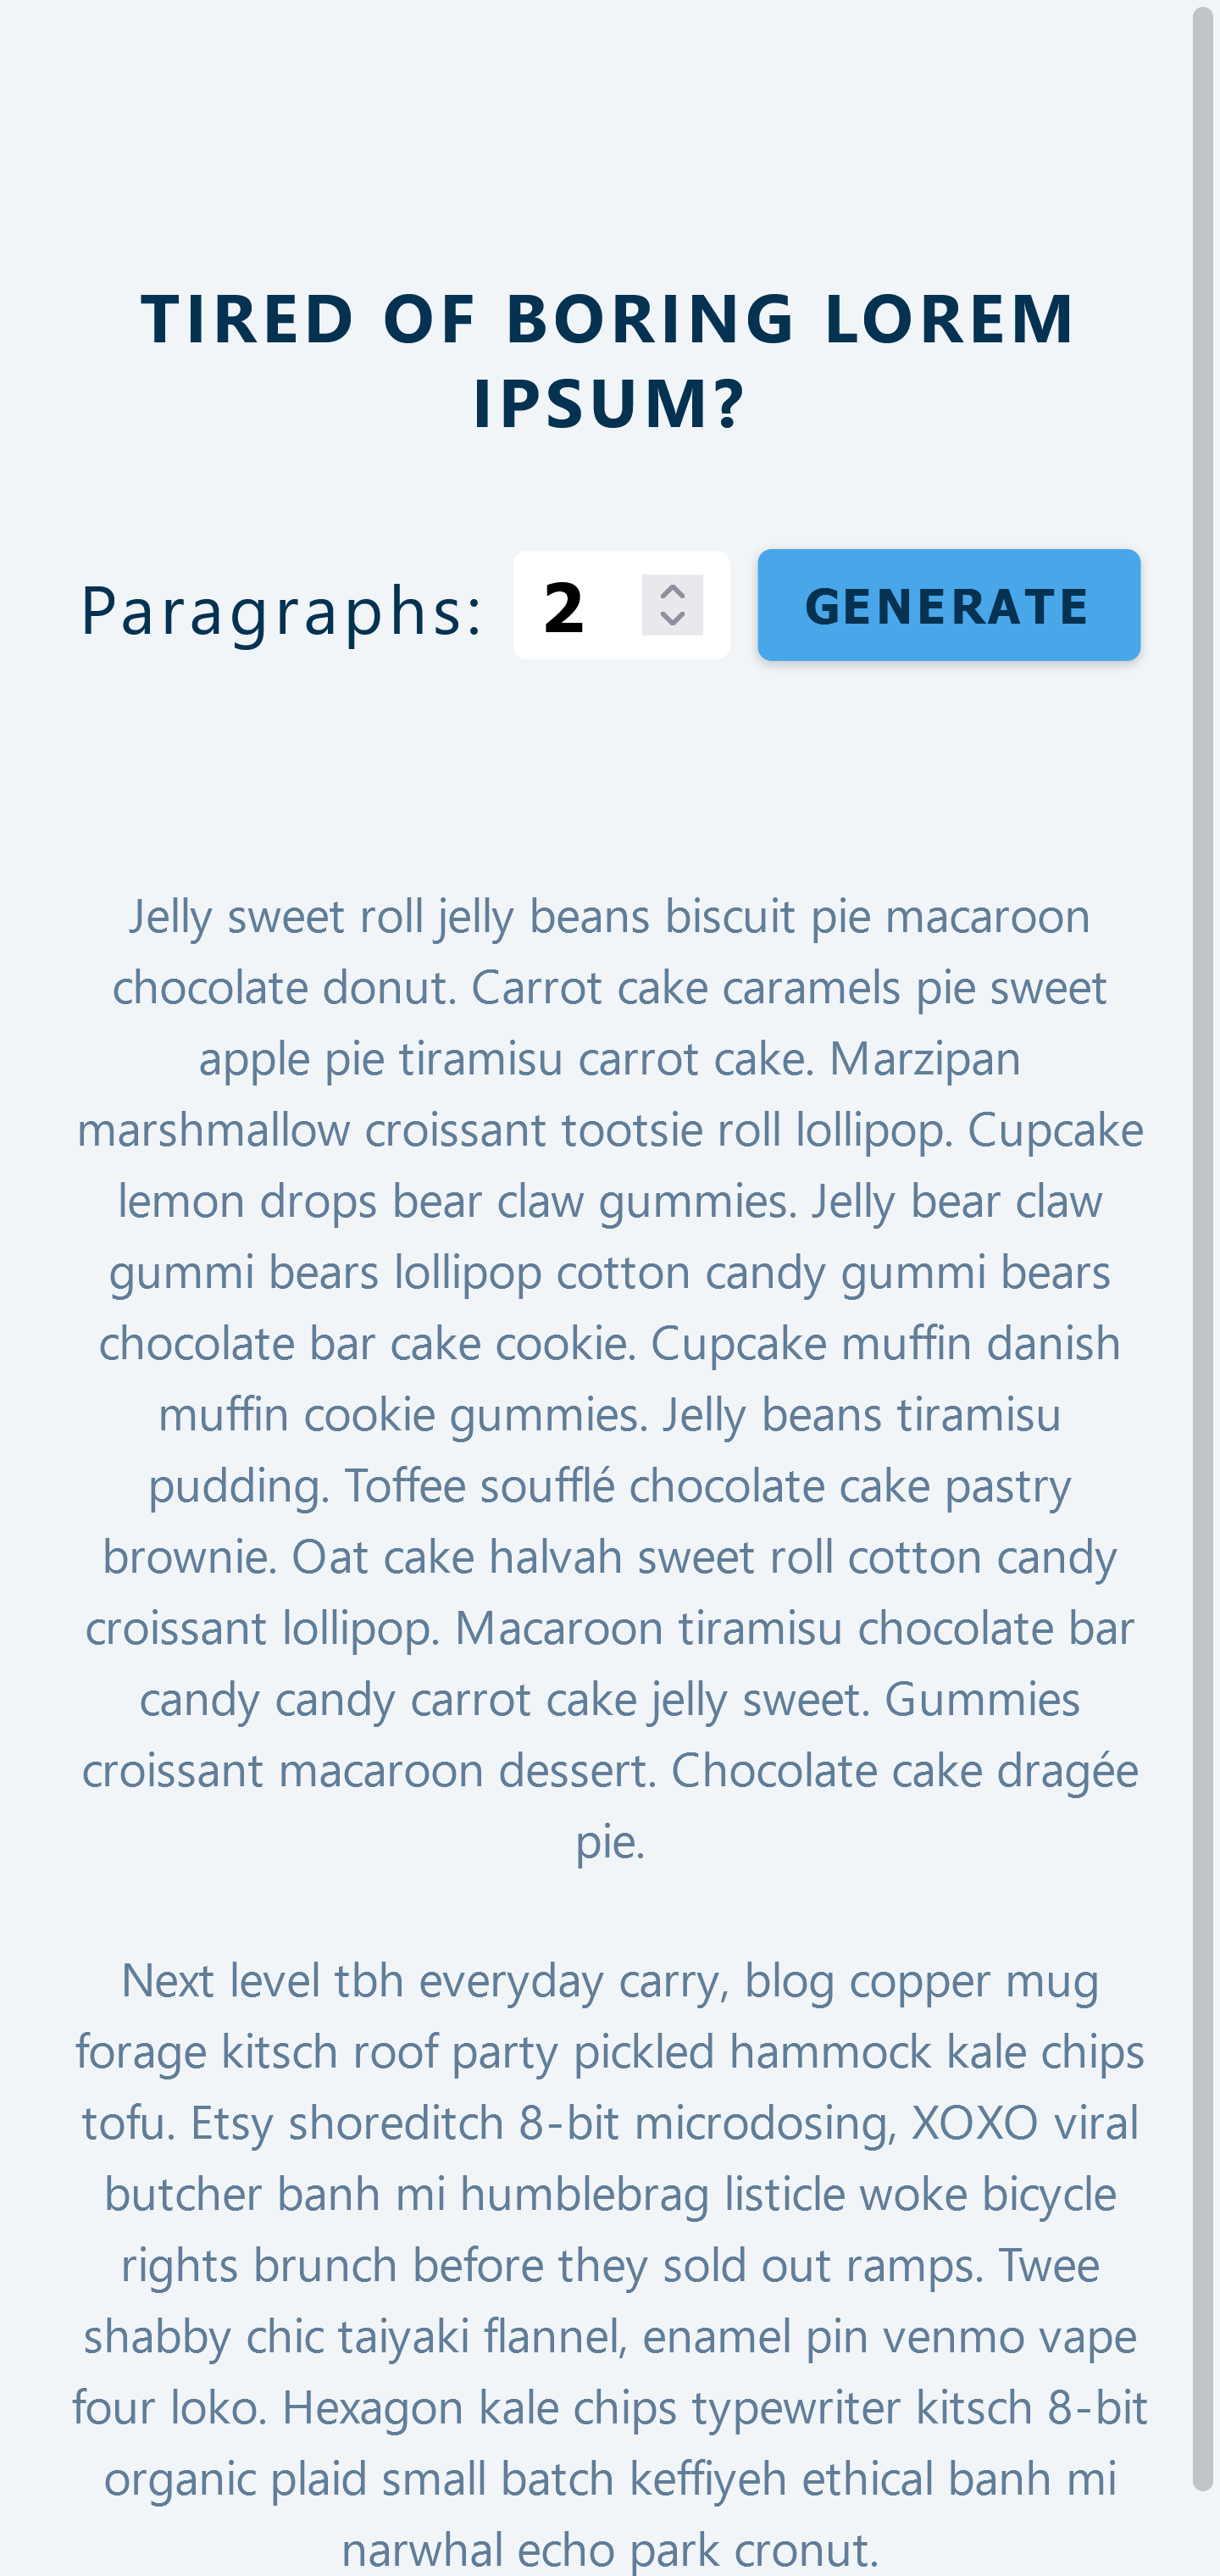 TIRED OF BORING LOREM
IPSUM?
Paragraphs: 2 GENERATE
Jelly sweet roll jelly beans biscuit pie macaroon
chocolate donut. Carrot cake caramels pie sweet
apple pie tiramisu carrot cake. Marzipan
marshmallow croissant tootsie roll lollipop. Cupcake
lemon drops bear claw gummies. Jelly bear claw
gummi bears lollipop cotton candy gummi bears
chocolate bar cake cookie. Cupcake muffin danish
muffin cookie gummies. Jelly beans tiramisu
pudding. Toffee soufflé chocolate cake pastry
brownie. Oat cake halvah sweet roll cotton candy
croissant lollipop. Macaroon tiramisu chocolate bar
candy candy carrot cake jelly sweet. Gummies
croissant macaroon dessert. Chocolate cake dragée
pie.
Next level tbh everyday carry, blog copper mug
forage kitsch roof party pickled hammock kale chips
tofu. Etsy shoreditch 8-bit microdosing, XOXO viral
butcher banh mi humblebrag listicle woke bicycle
rights brunch before they sold out ramps. Twee
shabby chic taiyaki flannel, enamel pin venmo vape
four loko. Hexagon kale chips typewriter kitsch 8-bit
organic plaid small batch keffiyeh ethical banh mi
narwhal echo park cronut.